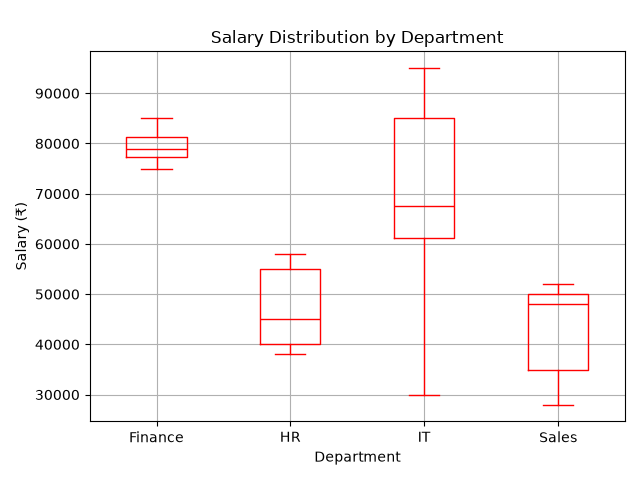 Salary Distribution by Department
Salary (₹)
90000
80000
70000
60000
50000
40000
30000
Finance
HR
IT
Sales
Department